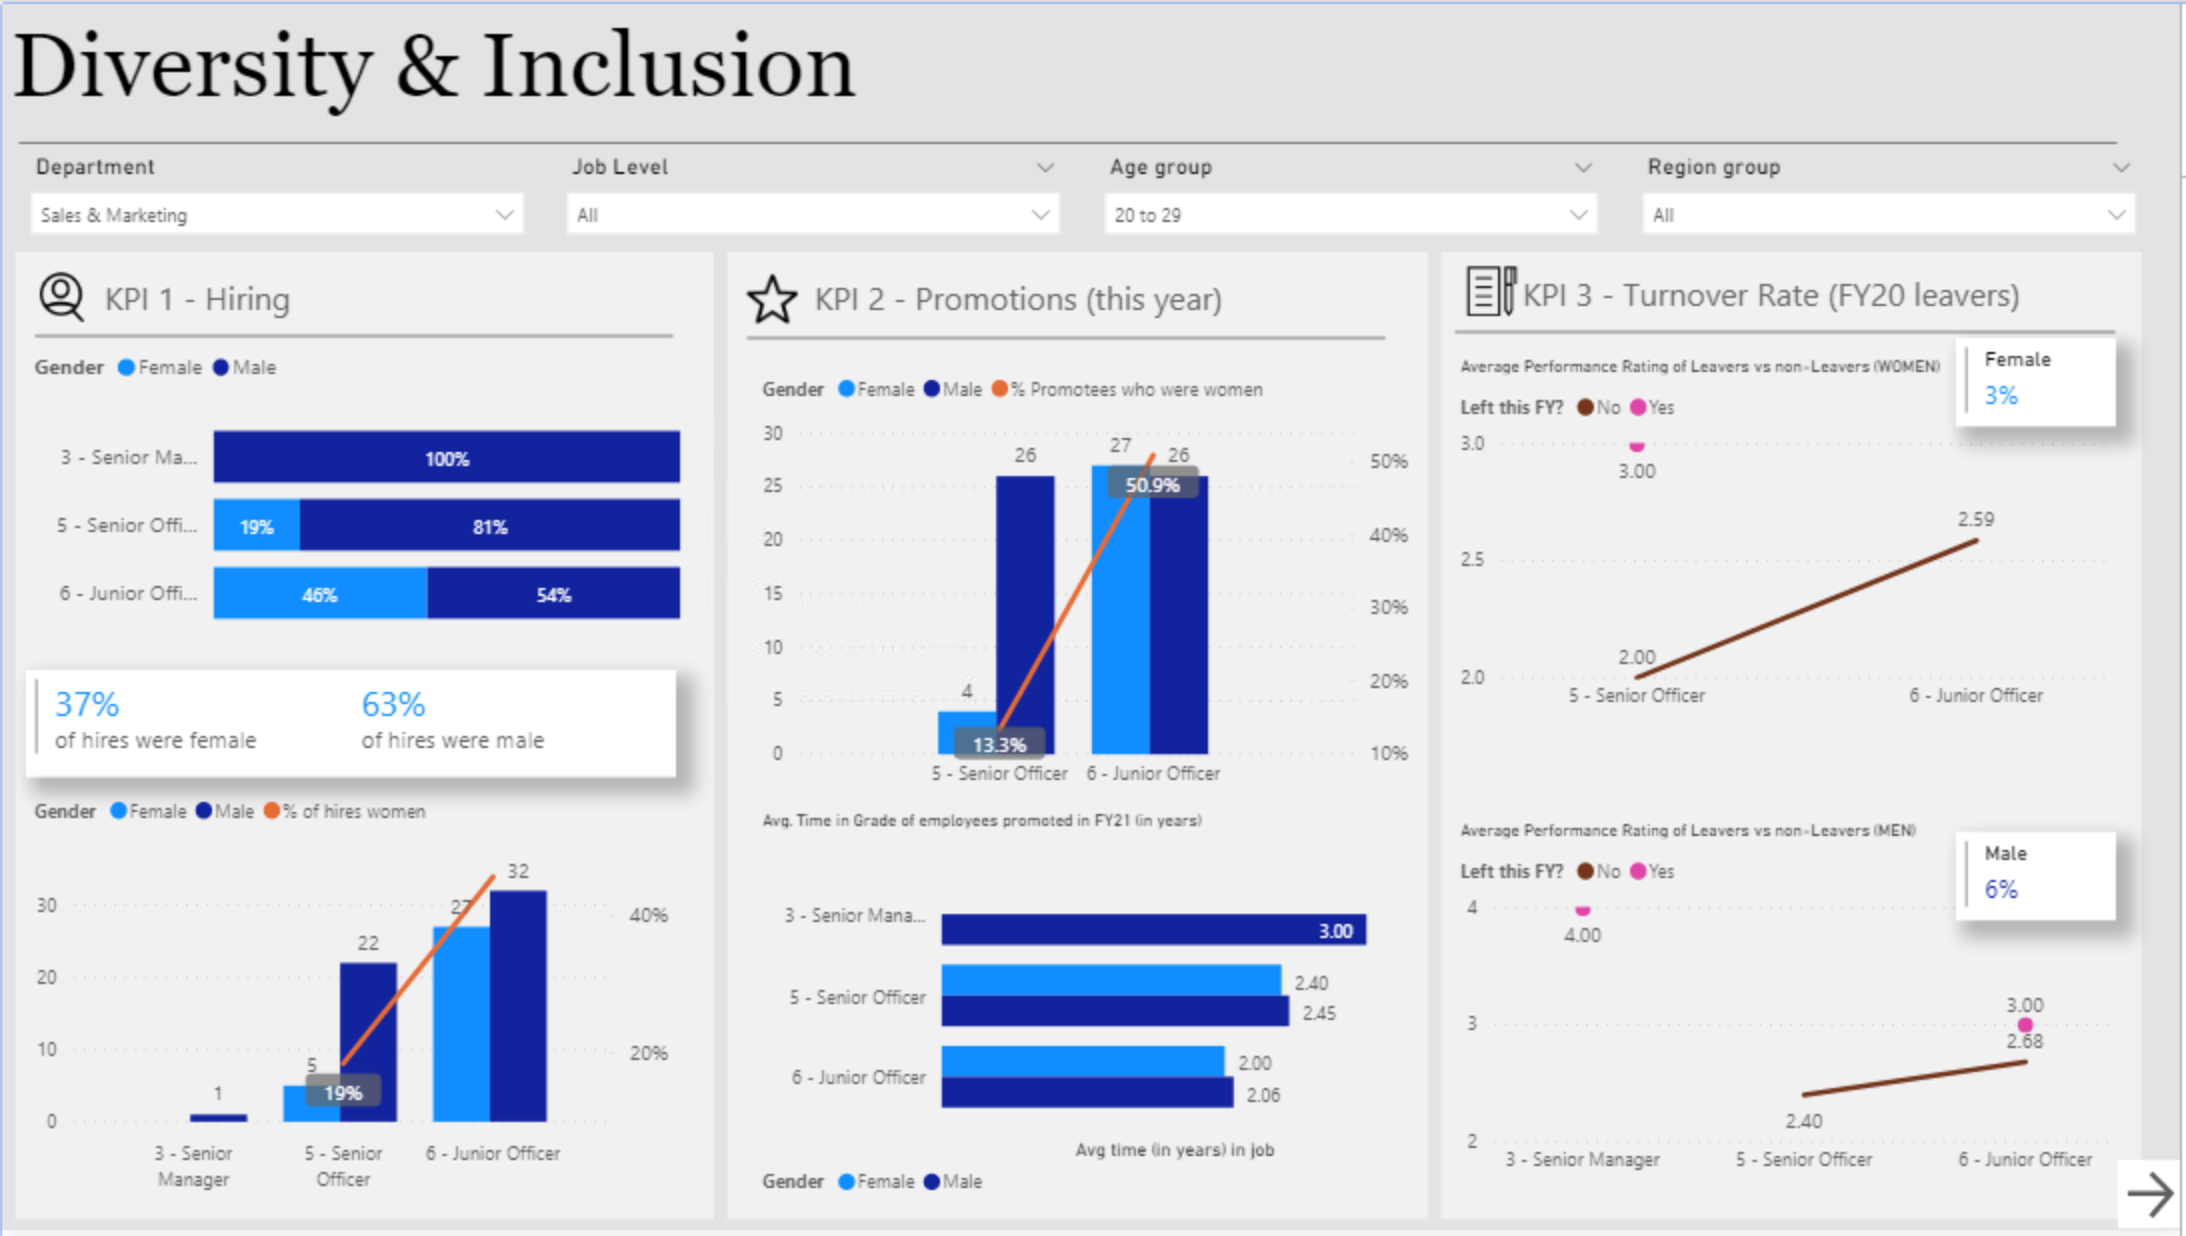 Diversity & Inclusion
Department
Job Level
Age group
Region group
Sales & Marketing
All
20 to 29
All
KPI 1 - Hiring
Gender Female Male
3 - Senior Ma...
100%
5 - Senior Offi...
19%
81%
6 - Junior Offi...
46%
54%
37%
of hires were female
63%
of hires were male
Gender Female Male % of hires women
30
20
10
0
40%
20%
1
5
22
19%
27
32
3 - Senior
Manager
5 - Senior
Officer
6 - Junior Officer
KPI 2 - Promotions (this year)
Gender Female Male % Promotees who were women
30
25
20
15
10
5
0
50%
40%
30%
20%
10%
4
26
13.3%
27
26
50.9%
5 - Senior Officer
6 - Junior Officer
Avg. Time in Grade of employees promoted in FY21 (in years)
3 - Senior Mana...
3.00
5 - Senior Officer
2.40
2.45
6 - Junior Officer
2.00
2.06
Avg time (in years) in job
Gender Female Male
KPI 3 - Turnover Rate (FY20 leavers)
Average Performance Rating of Leavers vs non-Leavers (WOMEN)
Female
3%
Left this FY? No Yes
3.0
2.5
2.0
3.00
2.59
2.00
5 - Senior Officer
6 - Junior Officer
Average Performance Rating of Leavers vs non-Leavers (MEN)
Male
6%
Left this FY? No Yes
4
3
2
4.00
3.00
2.68
2.40
3 - Senior Manager
5 - Senior Officer
6 - Junior Officer